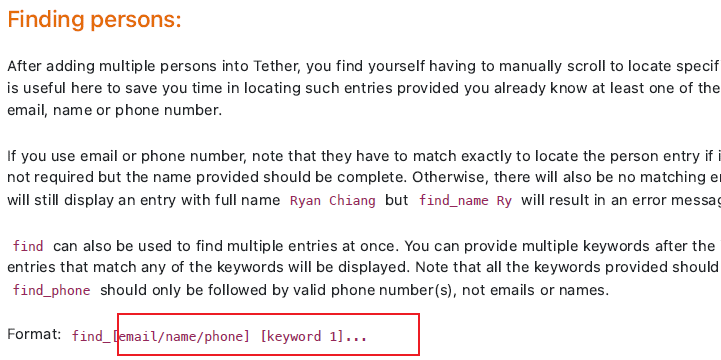 Finding persons:
After adding multiple persons into Tether, you find yourself having to manually scroll to locate specif
is useful here to save you time in locating such entries provided you already know at least one of the
email, name or phone number.
If you use email or phone number, note that they have to match exactly to locate the person entry if i
not required but the name provided should be complete. Otherwise, there will also be no matching e
will still display an entry with full name Ryan Chiang but find_name Ry will result in an error messa
find can also be used to find multiple entries at once. You can provide multiple keywords after the
entries that match any of the keywords will be displayed. Note that all the keywords provided should
find_phone should only be followed by valid phone number(s), not emails or names.
Format: find_[email/name/phone] [keyword 1]...